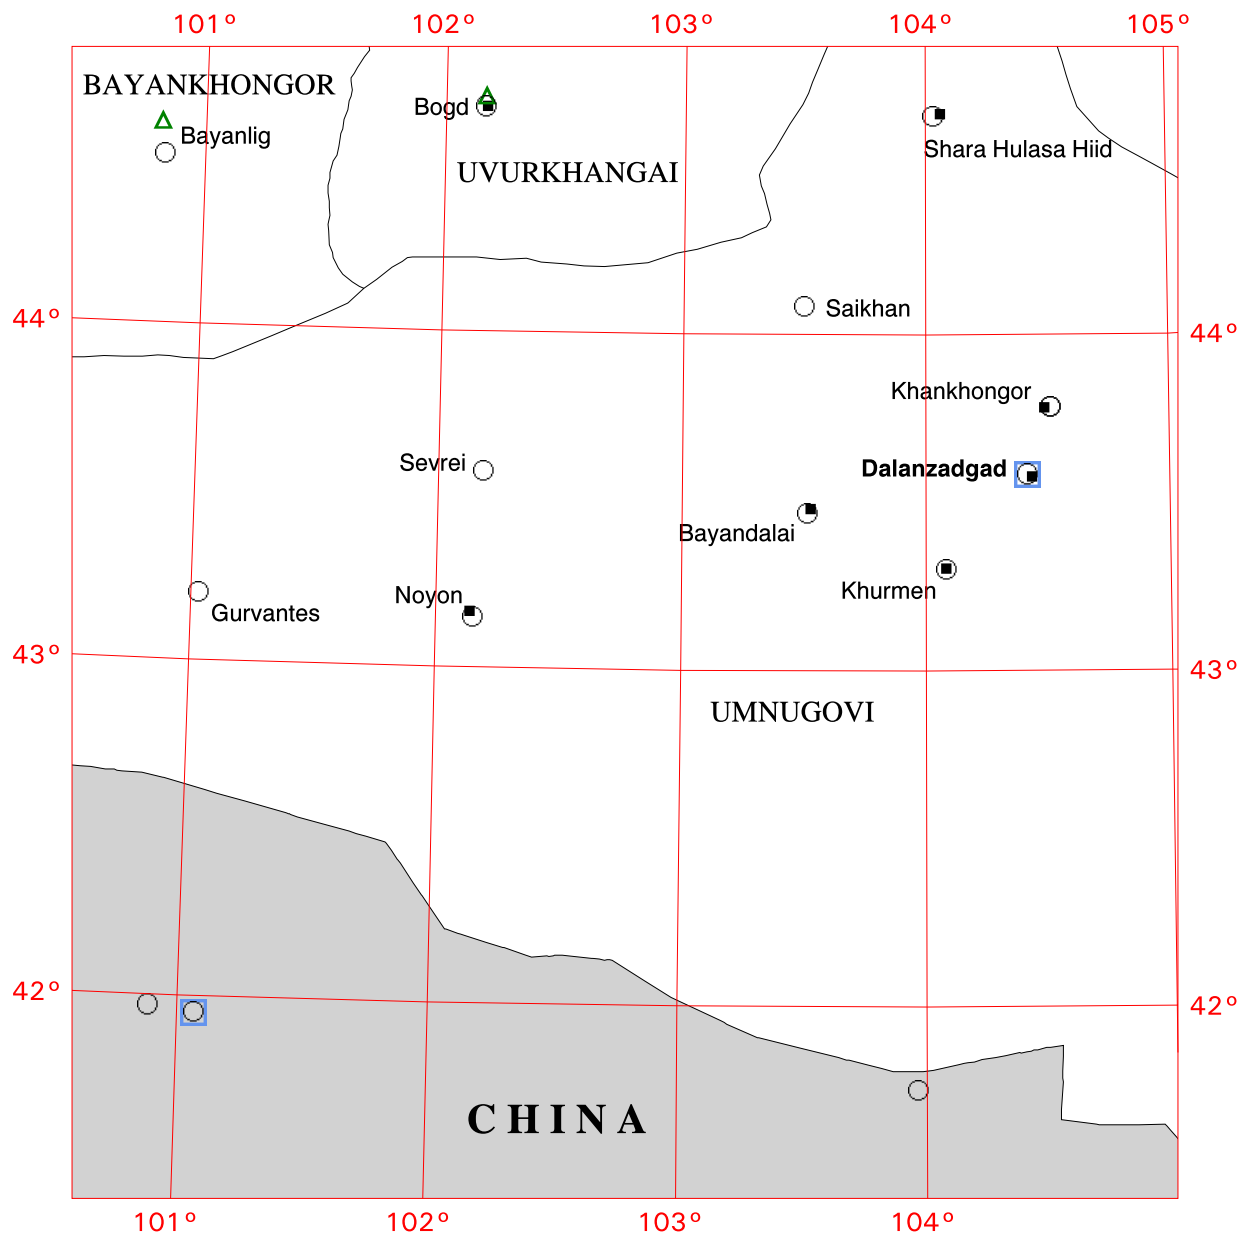 101° 102° 103° 104° 105°
BAYANKHONGOR
Bogd
Bayanlig
Shara Hulasa Hiid
UVURKHANGAI
44° Saikhan 44°
Khankhongor
Sevrei
Dalanzadgad
Bayandalai
Khurmen
Noyon
Gurvantes
43° 43°
UMNUGOVI
42° 42°
CHINA
101° 102° 103° 104°